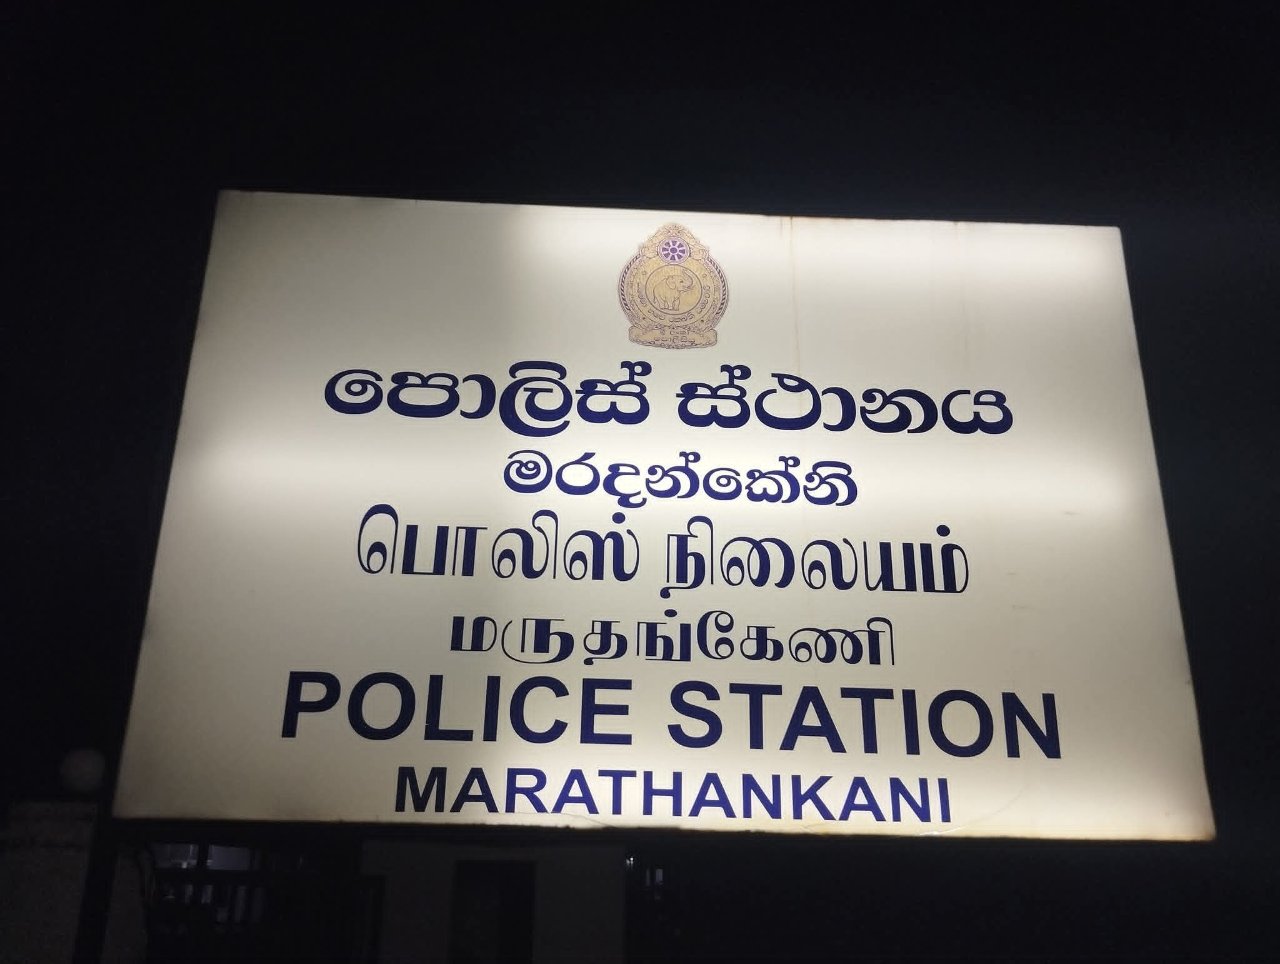 පොලිස් ස්ථානය
මරදන්කේනි
பொலிஸ் நிலையம்
மருதங்கேணி
POLICE STATION
MARATHANKANI